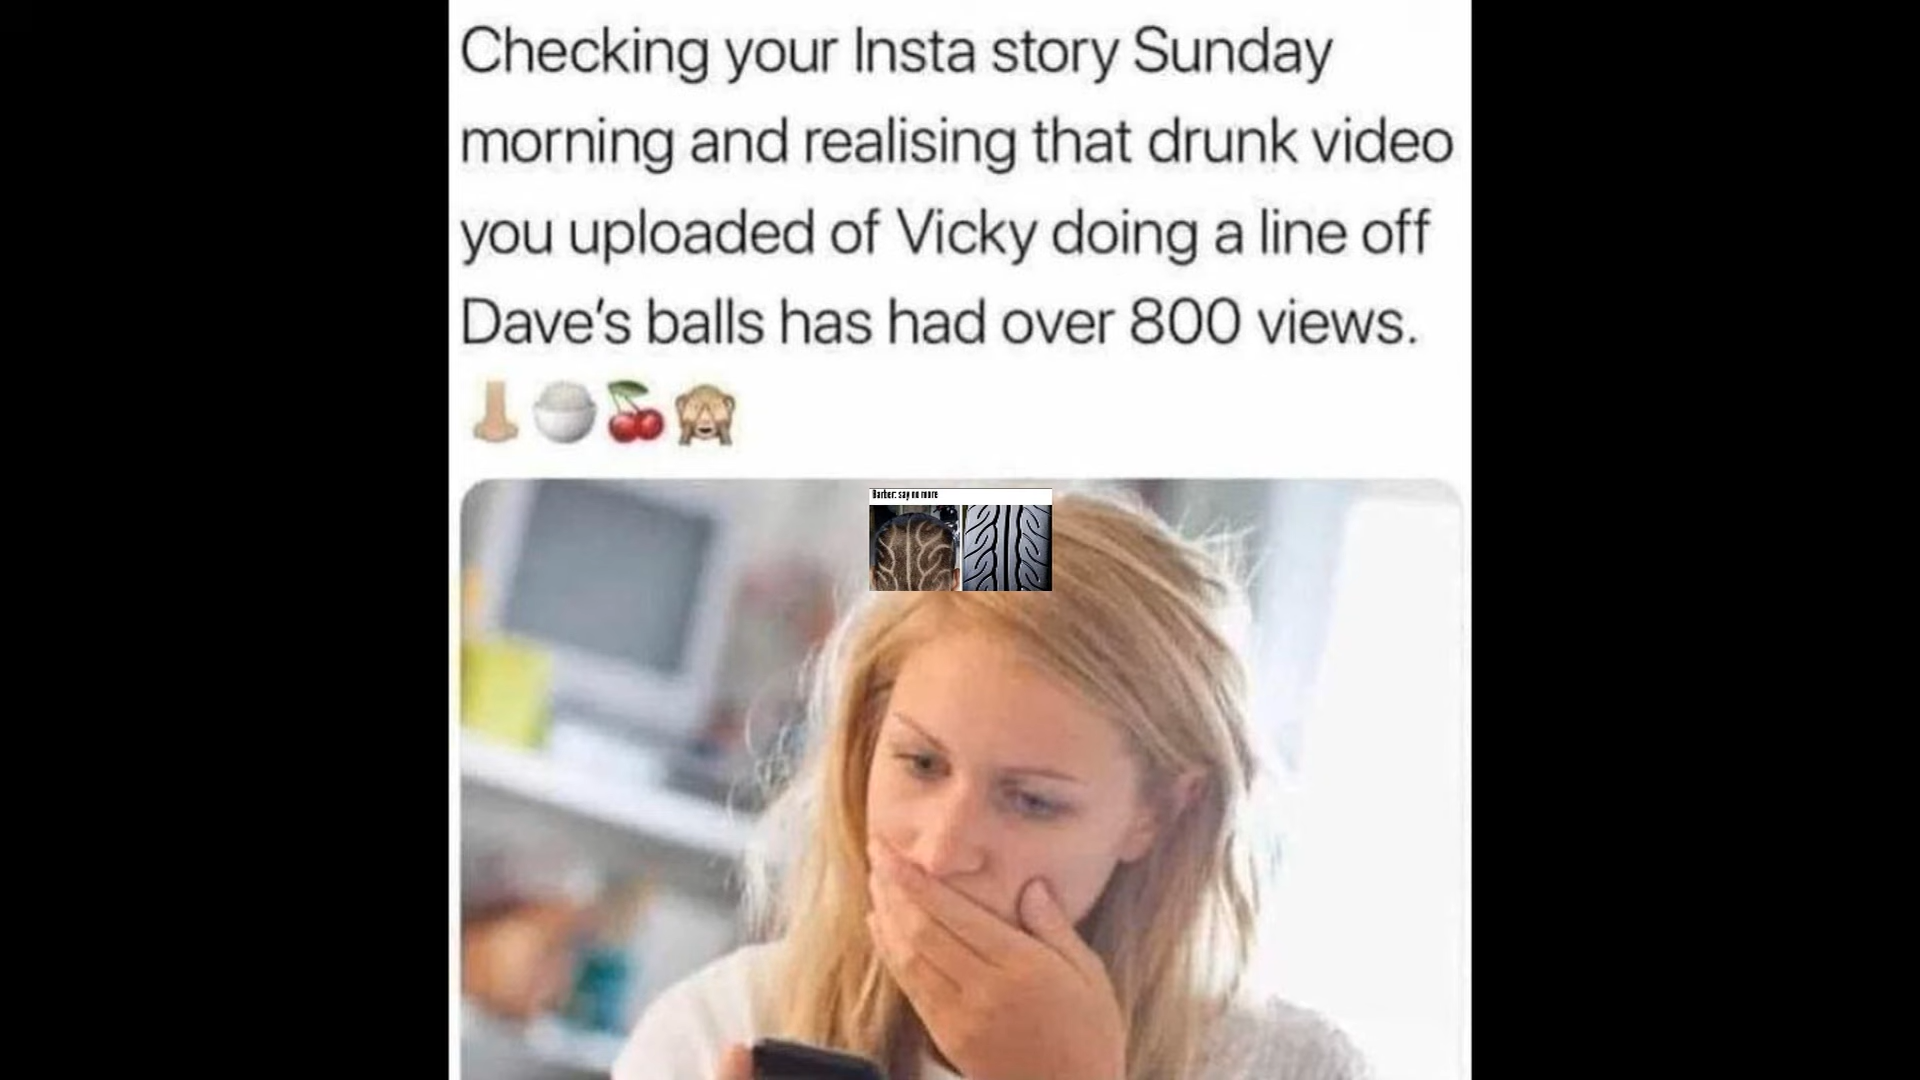 Checking your Insta story Sunday
morning and realising that drunk video
you uploaded of Vicky doing a line off
Dave's balls has had over 800 views.
👃🏼🍚🍒🙈
Barber: say no more